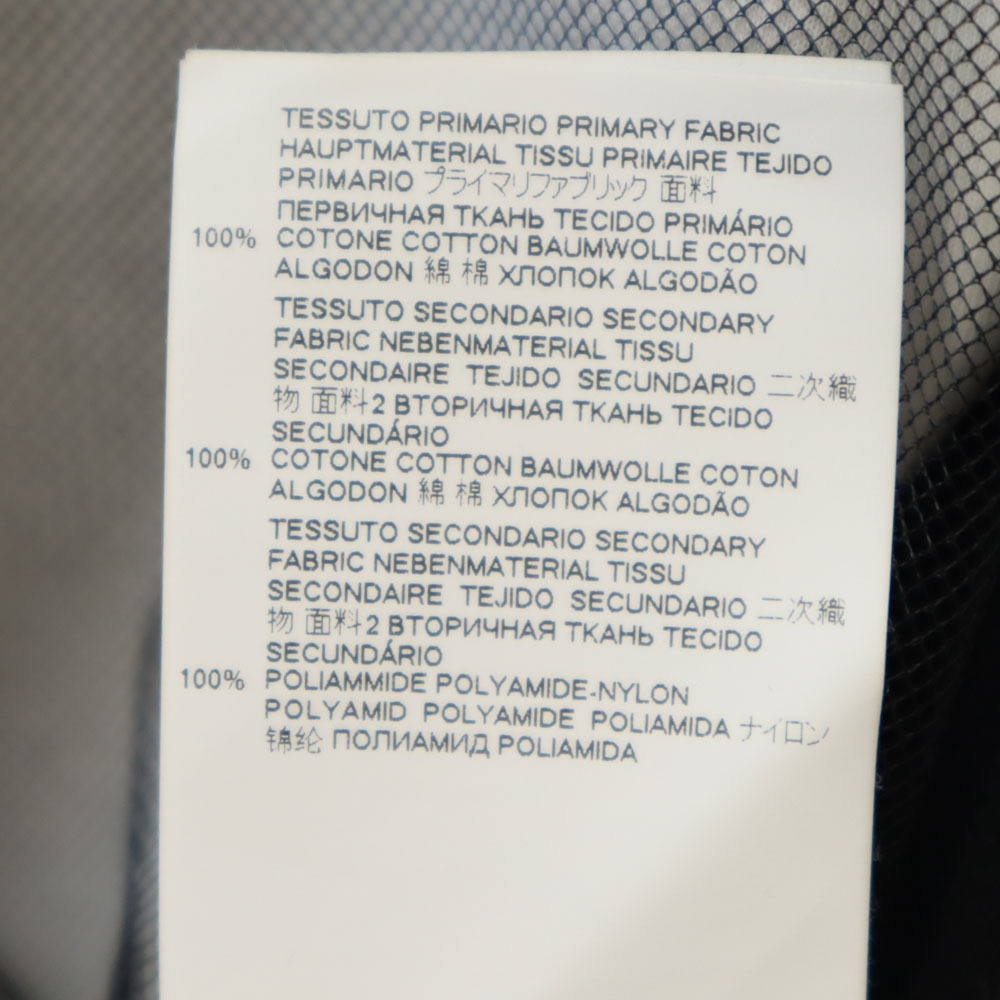 TESSUTO PRIMARIO PRIMARY FABRIC
HAUPTMATERIAL TISSU PRIMAIRE TEJIDO
PRIMARIO プライマリファブリック 面料
ПЕРВИЧНАЯ ТКАНЬ TECIDO PRIMÁRIO
100% COTONE COTTON BAUMWOLLE COTON
ALGODON 綿 棉 ХЛОПОК ALGODÃO
TESSUTO SECONDARIO SECONDARY
FABRIC NEBENMATERIAL TISSU
SECONDAIRE TEJIDO SECUNDARIO 二次織
物 面料2 ВТОРИЧНАЯ ТКАНЬ TECIDO
SECUNDÁRIO
100% COTONE COTTON BAUMWOLLE COTON
ALGODON 綿 棉 ХЛОПОК ALGODÃO
TESSUTO SECONDARIO SECONDARY
FABRIC NEBENMATERIAL TISSU
SECONDAIRE TEJIDO SECUNDARIO 二次織
物 面料2 ВТОРИЧНАЯ ТКАНЬ TECIDO
SECUNDÁRIO
100% POLIAMMIDE POLYAMIDE-NYLON
POLYAMID POLYAMIDE POLIAMIDA ナイロン
锦纶 ПОЛИАМИД POLIAMIDA